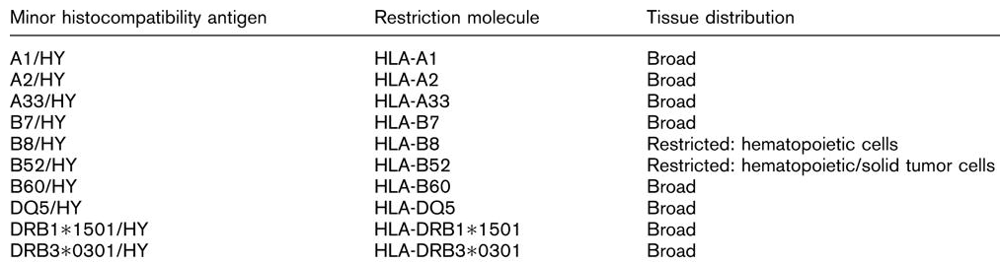 Minor histocompatibility antigen Restriction molecule Tissue distribution
A1/HY HLA-A1 Broad
A2/HY HLA-A2 Broad
A33/HY HLA-A33 Broad
B7/HY HLA-B7 Broad
B8/HY HLA-B8 Restricted: hematopoietic cells
B52/HY HLA-B52 Restricted: hematopoietic/solid tumor cells
B60/HY HLA-B60 Broad
DQ5/HY HLA-DQ5 Broad
DRB1*1501/HY HLA-DRB1*1501 Broad
DRB3*0301/HY HLA-DRB3*0301 Broad